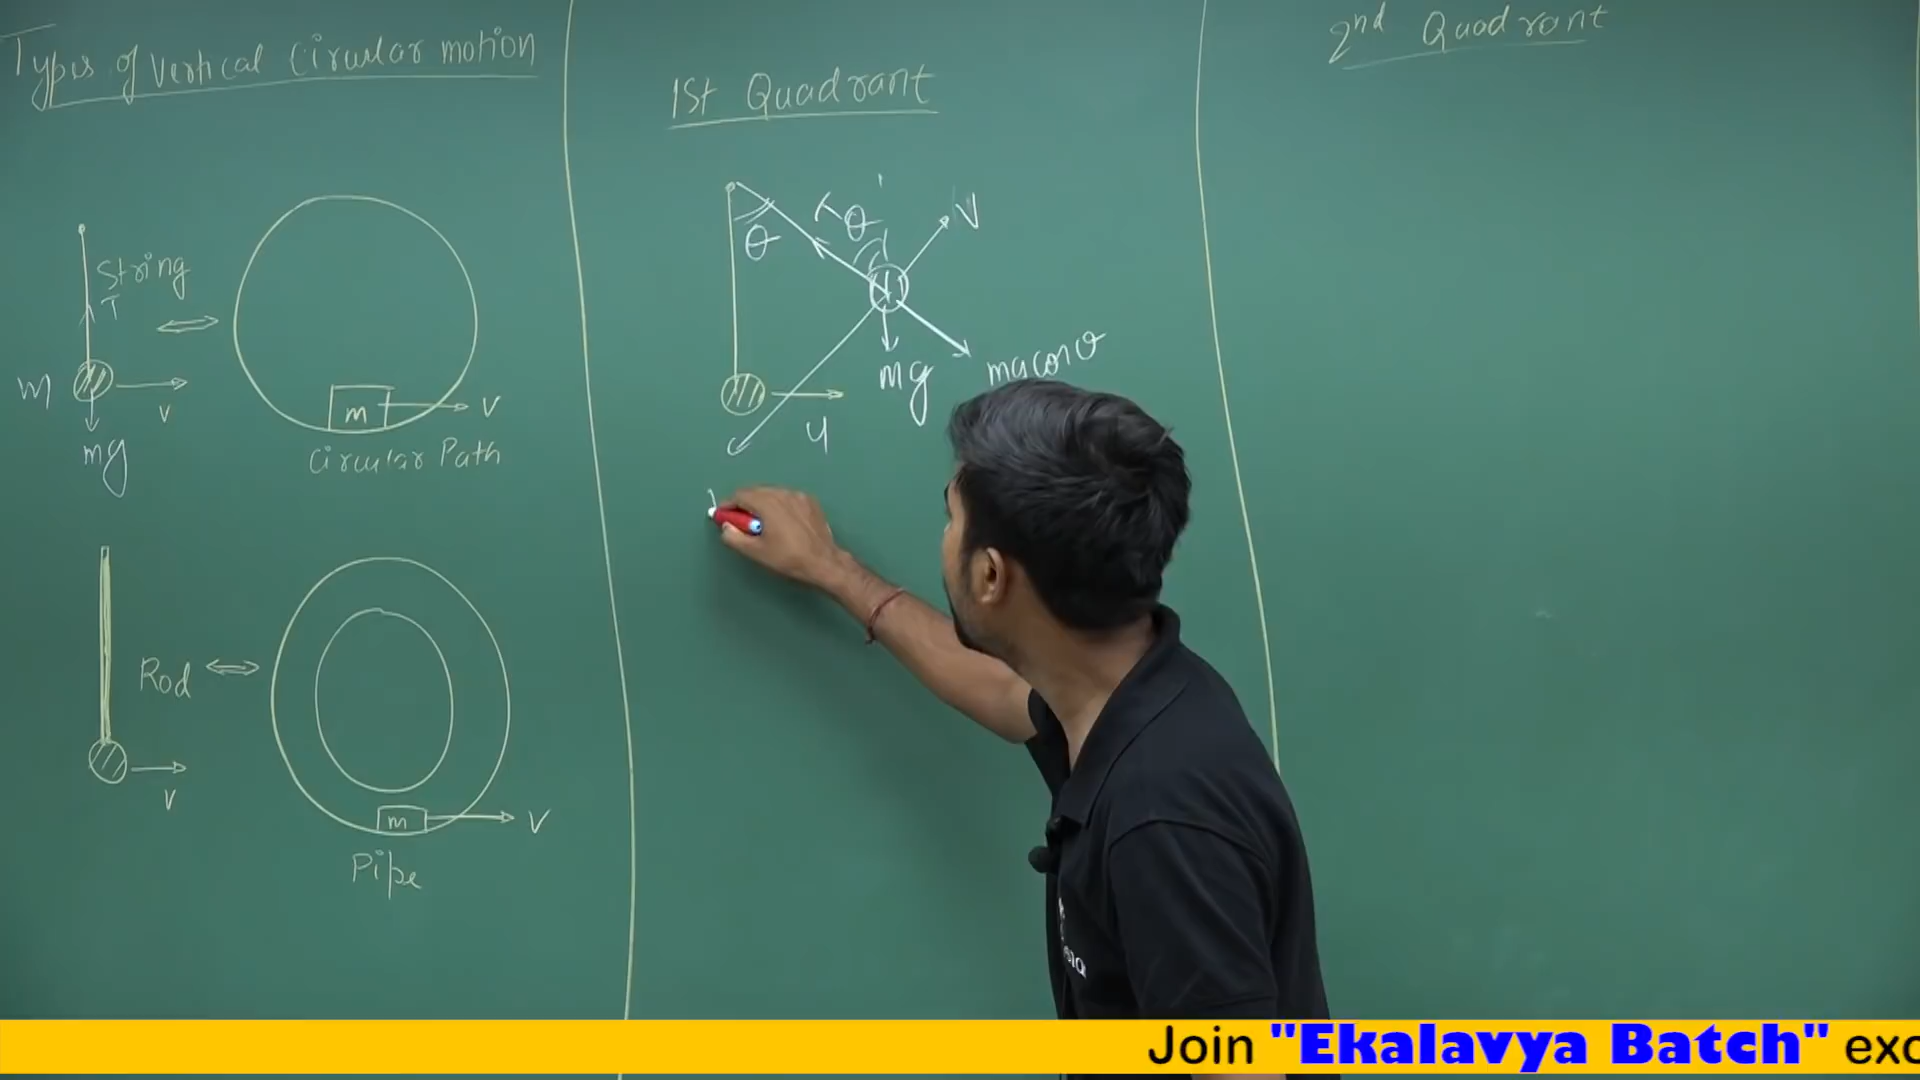 Types of Vertical Circular motion
String
T
m
v
mg
m
v
Circular Path
Rod
v
m
v
Pipe
1st Quadrant
θ
T
θ
V
mg
mg cos θ
u
2nd Quadrant
Join "Ekalavya Batch" exc